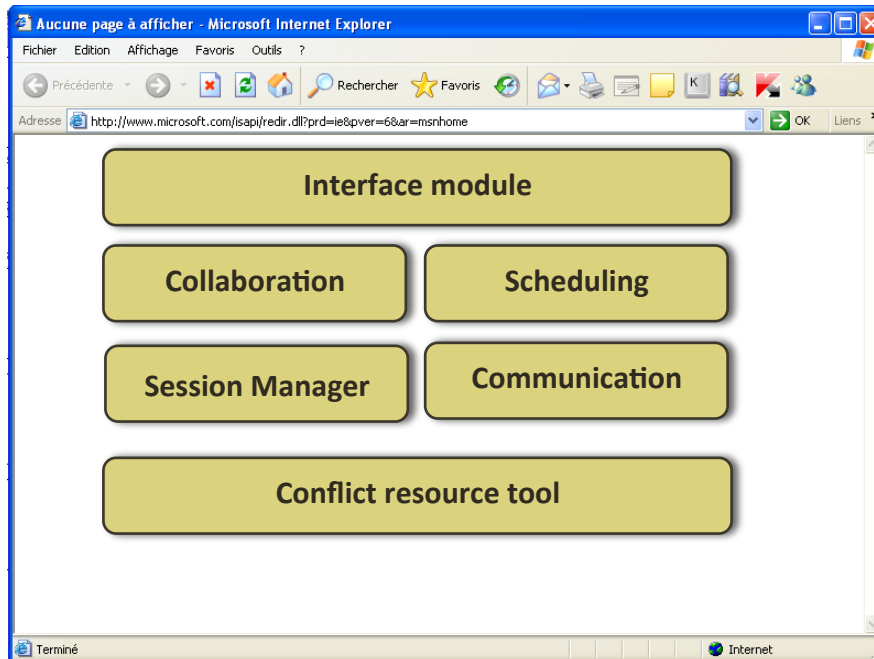 Aucune page à afficher - Microsoft Internet Explorer
Fichier Edition Affichage Favoris Outils ?
Précédente Rechercher Favoris K
Adresse http://www.microsoft.com/isapi/redir.dll?prd=ie&pver=6&ar=msnhome OK Liens »
Interface module
Collaboration Scheduling
Session Manager Communication
Conflict resource tool
Terminé Internet